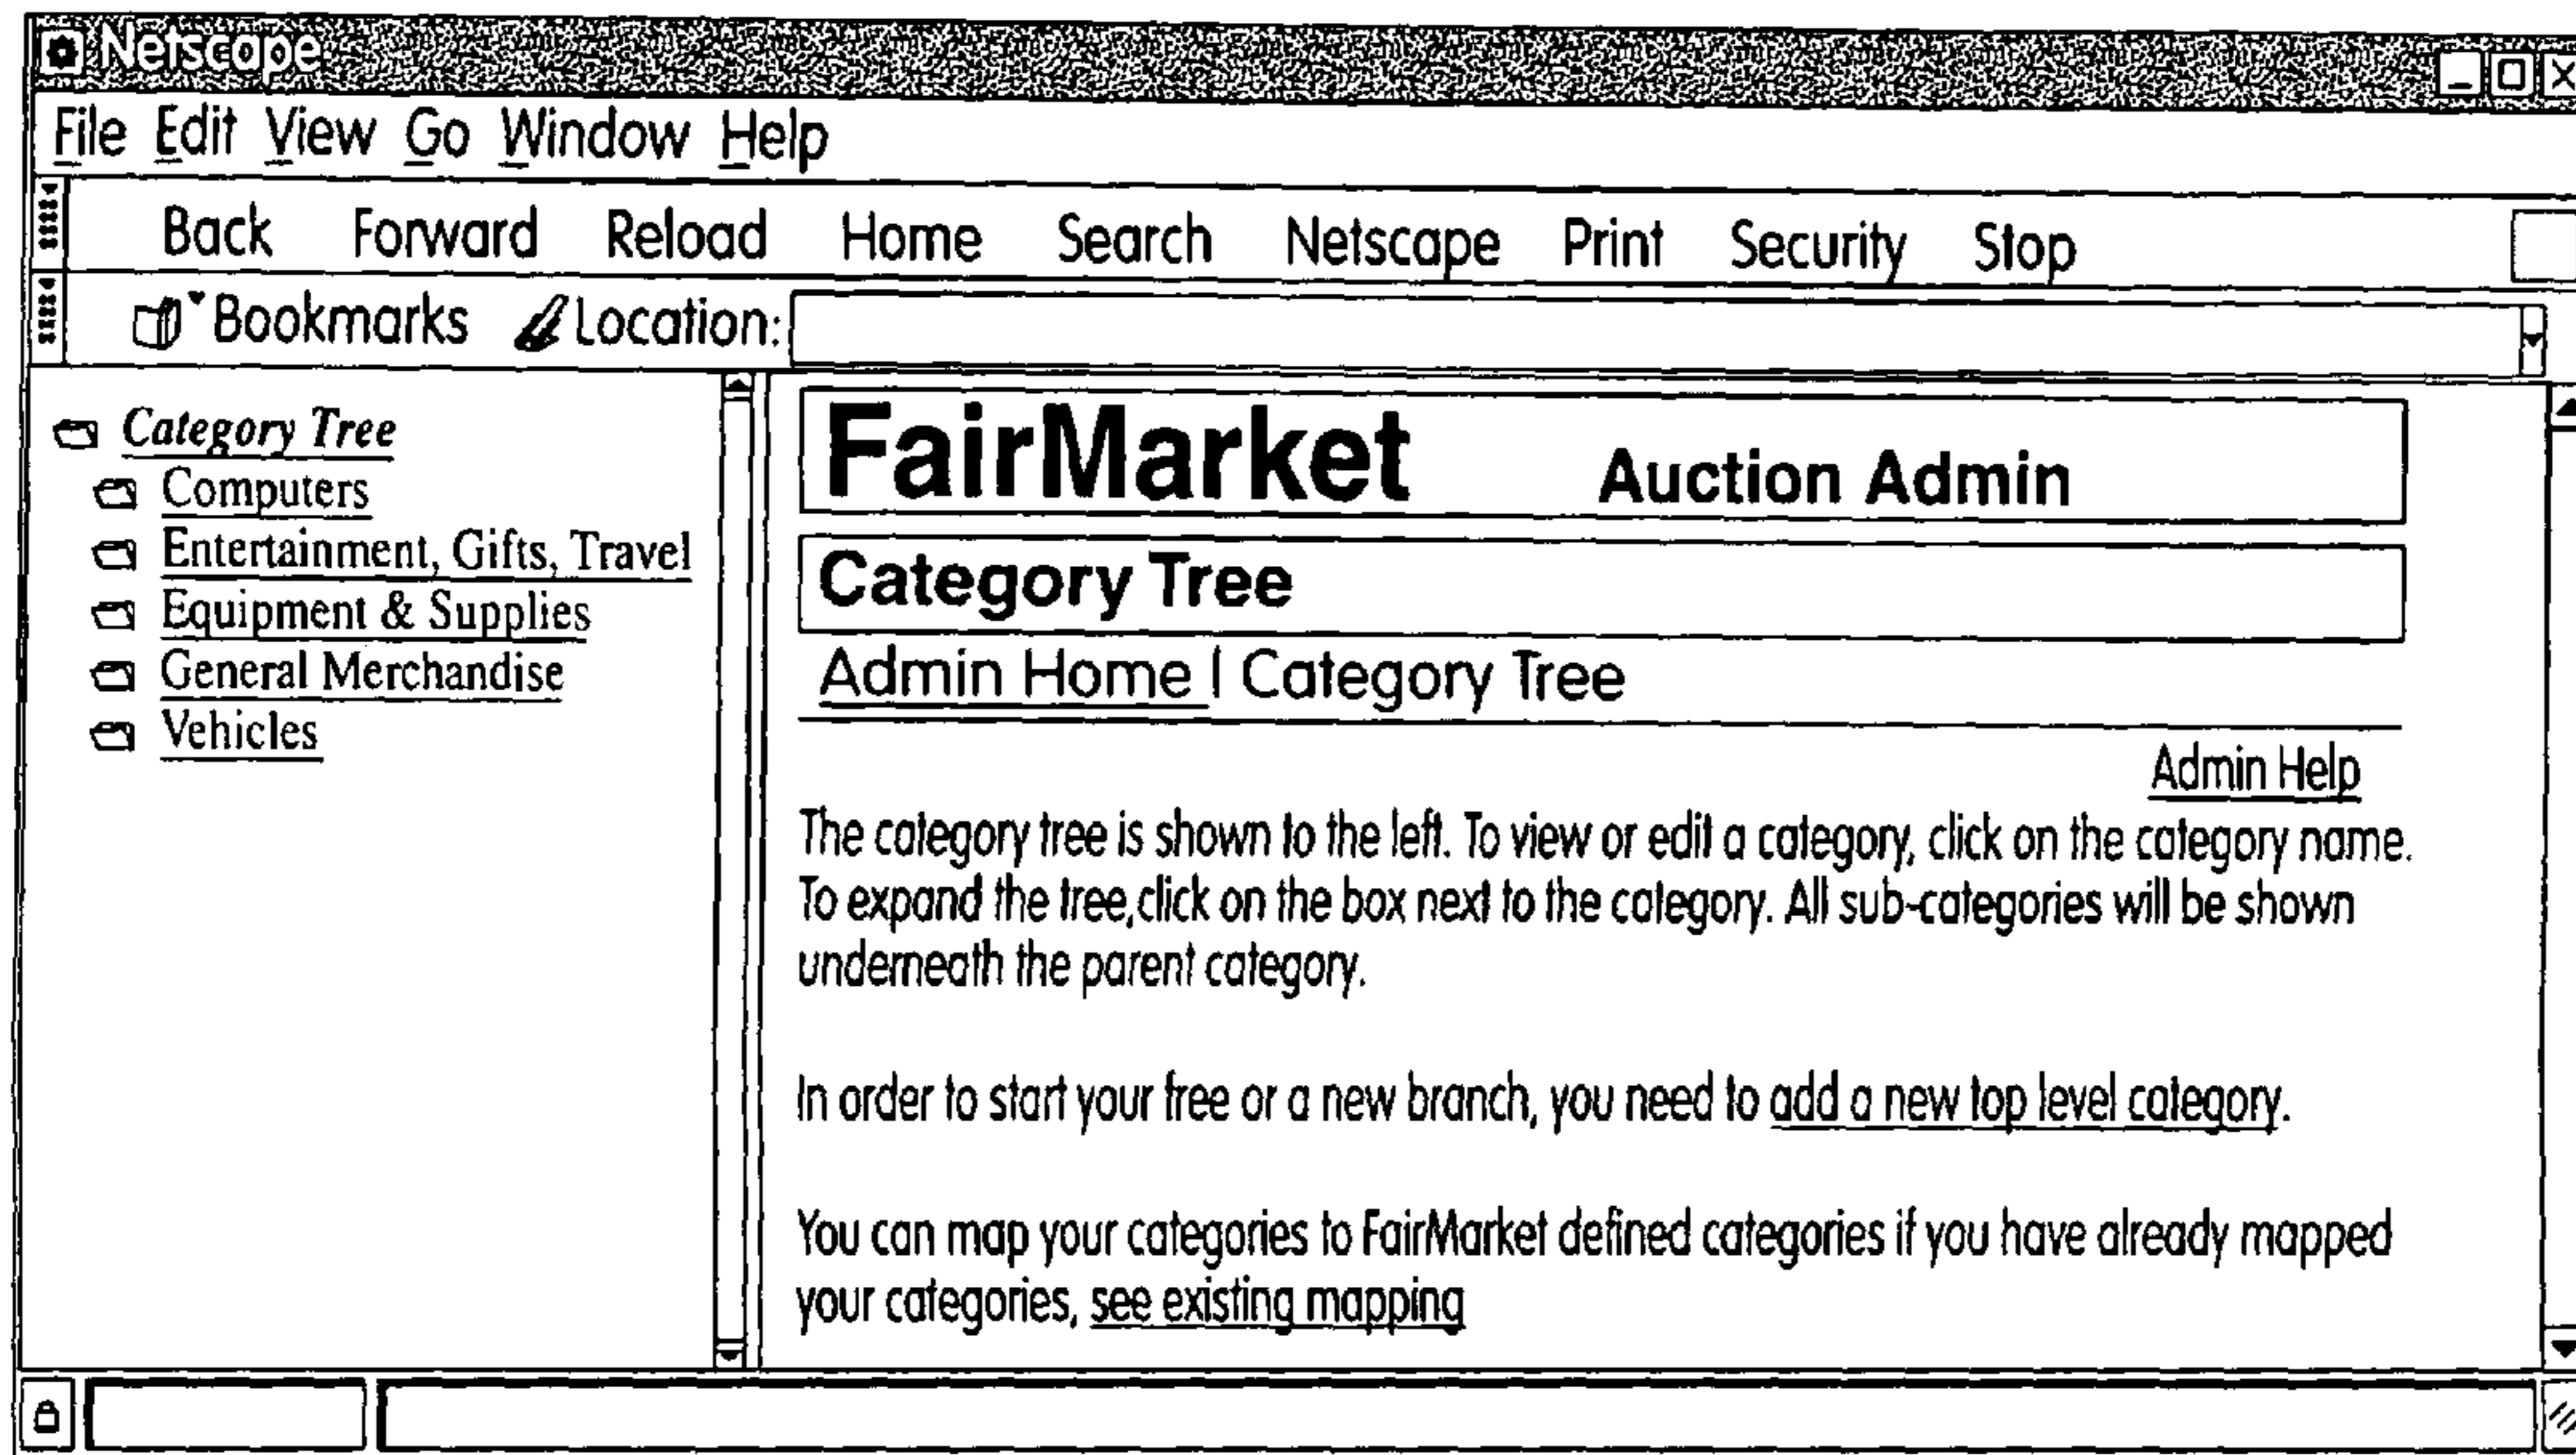 Netscape
File Edit View Go Window Help
Back Forward Reload Home Search Netscape Print Security Stop
Bookmarks Location:
Category Tree
Computers
Entertainment, Gifts, Travel
Equipment & Supplies
General Merchandise
Vehicles
FairMarket Auction Admin
Category Tree
Admin Home | Category Tree
Admin Help
The category tree is shown to the left. To view or edit a category, click on the category name.
To expand the tree,click on the box next to the category. All sub-categories will be shown
underneath the parent category.
In order to start your free or a new branch, you need to add a new top level category.
You can map your categories to FairMarket defined categories if you have already mapped
your categories, see existing mapping